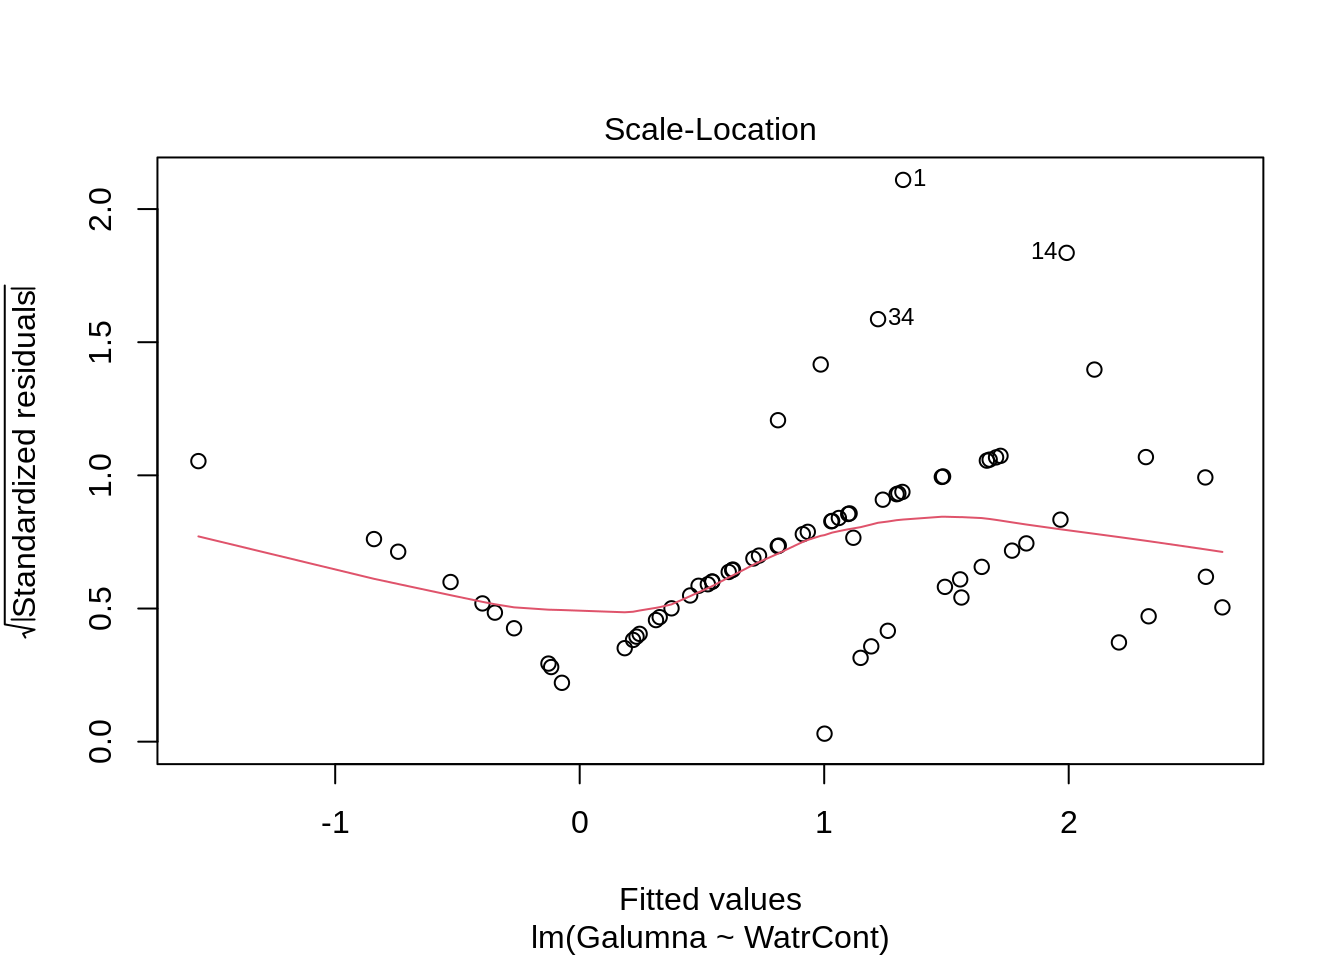 Scale-Location
√|Standardized residuals|
2.0
1.5
1.0
0.5
0.0
1
14
34
-1 0 1 2
Fitted values
lm(Galumna ~ WatrCont)